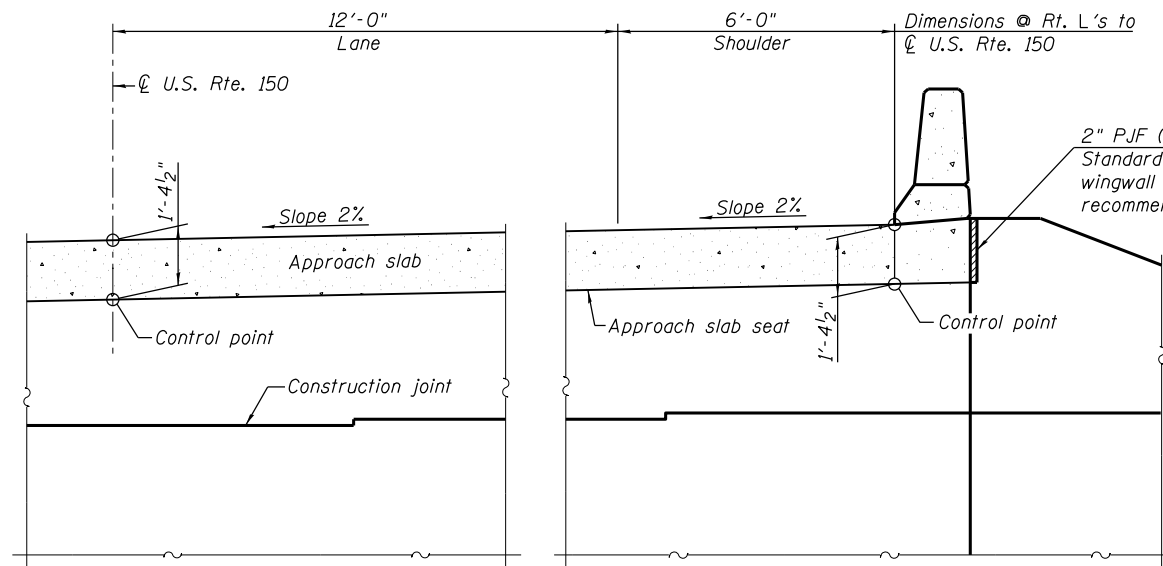 12'-0"
Lane
6'-0"
Shoulder
Dimensions @ Rt. L's to
℄ U.S. Rte. 150
℄ U.S. Rte. 150
2" PJF (
Standard
wingwall
recommer
1'-4½"
Slope 2%
Slope 2%
Approach slab
Control point
Approach slab seat
1'-4½"
Control point
Construction joint